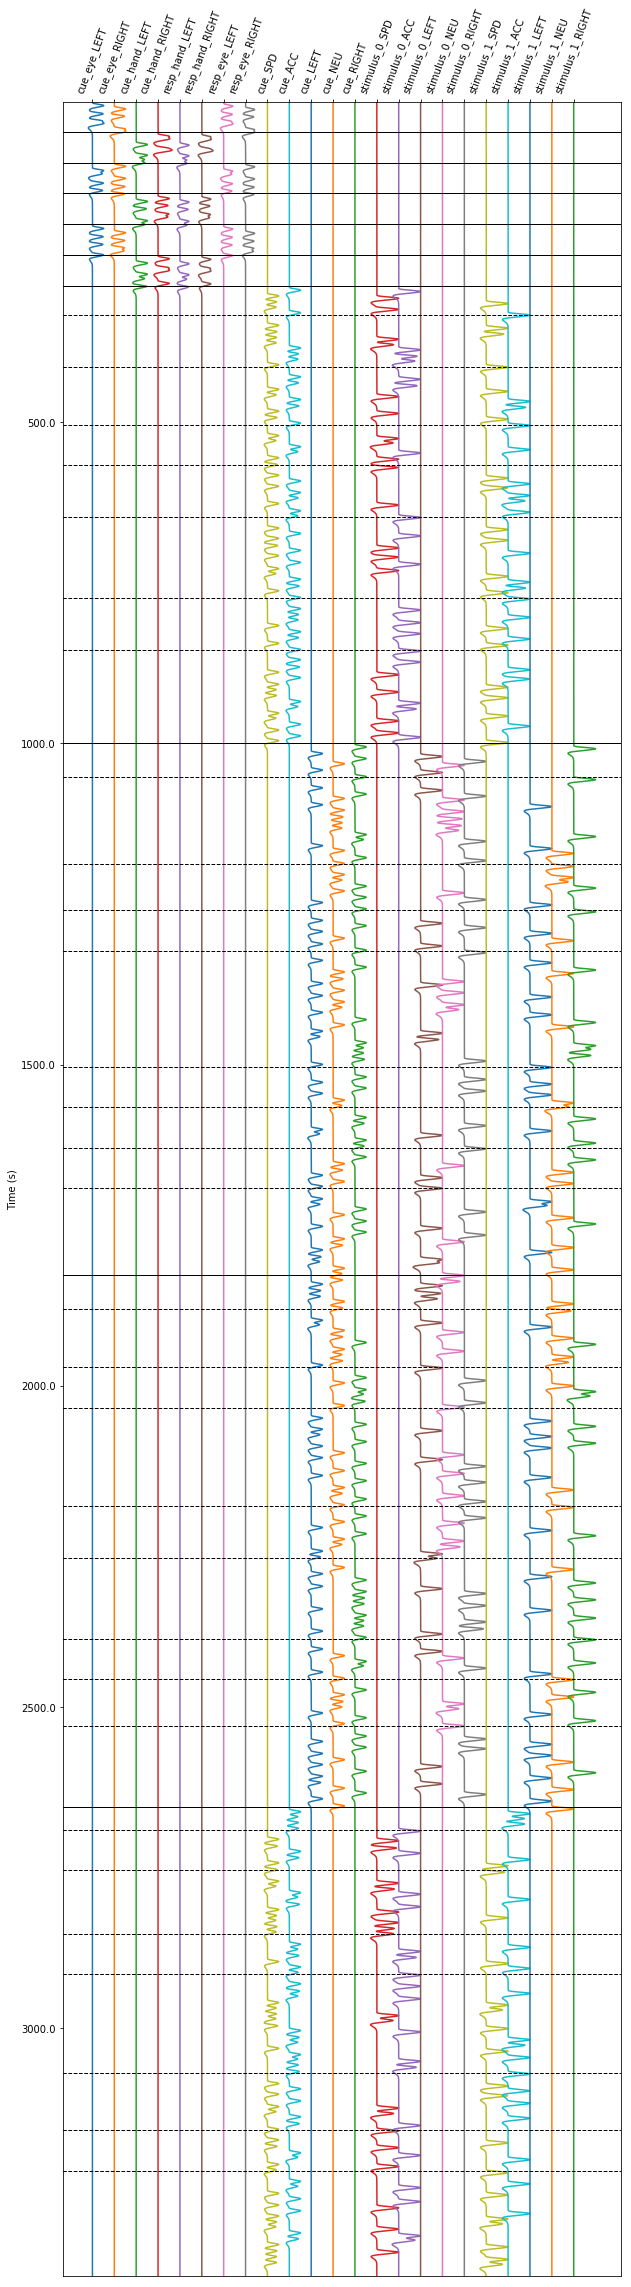 cue_eye_LEFT
cue_eye_RIGHT
cue_hand_LEFT
cue_hand_RIGHT
resp_hand_LEFT
resp_hand_RIGHT
resp_eye_LEFT
resp_eye_RIGHT
cue_SPD
cue_ACC
cue_LEFT
cue_NEU
cue_RIGHT
stimulus_0_SPD
stimulus_0_ACC
stimulus_0_LEFT
stimulus_0_NEU
stimulus_0_RIGHT
stimulus_1_SPD
stimulus_1_ACC
stimulus_1_LEFT
stimulus_1_NEU
stimulus_1_RIGHT
500.0
1000.0
1500.0
Time (s)
2000.0
2500.0
3000.0